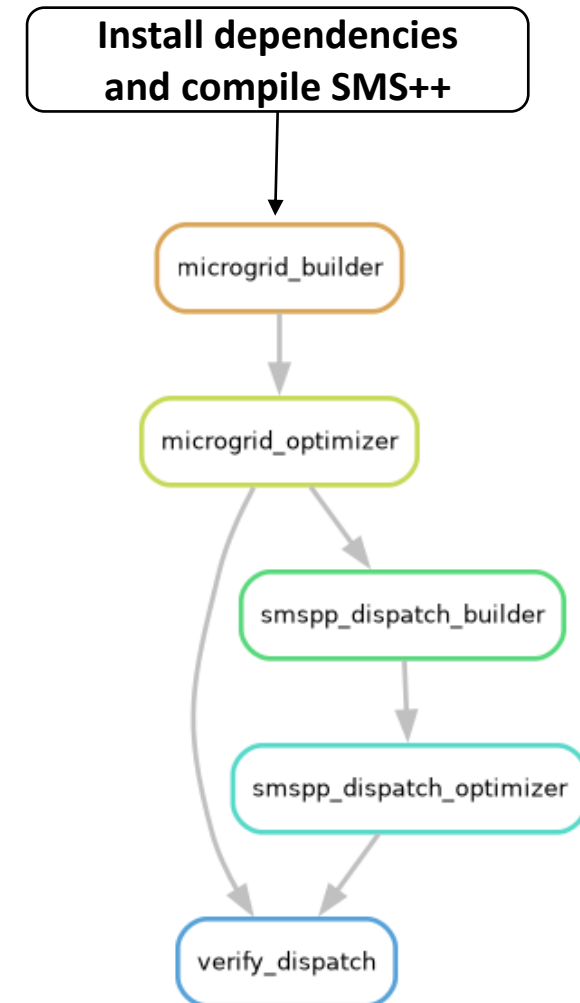 Install dependencies
and compile SMS++
microgrid_builder
microgrid_optimizer
smspp_dispatch_builder
smspp_dispatch_optimizer
verify_dispatch